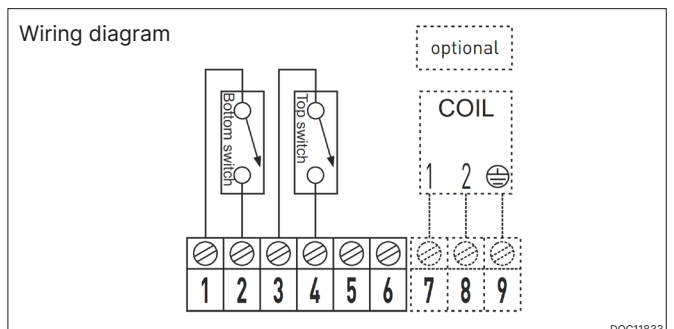 Wiring diagram
optional
Bottom switch
Top switch
COIL
1 2
1 2 3 4 5 6 7 8 9
DOC11833